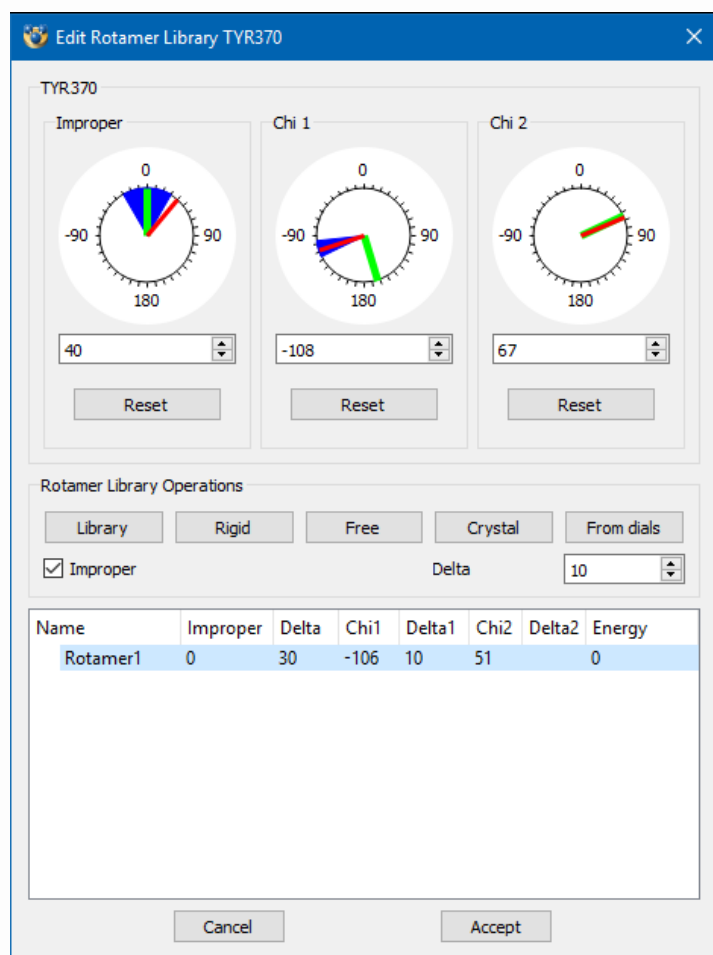 Edit Rotamer Library TYR370
TYR370
Improper Chi 1 Chi 2
0 0 0
-90 90 -90 90 -90 90
180 180 180
40 -108 67
Reset Reset Reset
Rotamer Library Operations
Library Rigid Free Crystal From dials
Improper Delta 10
Name Improper Delta Chi1 Delta1 Chi2 Delta2 Energy
Rotamer1 0 30 -106 10 51 0
Cancel Accept